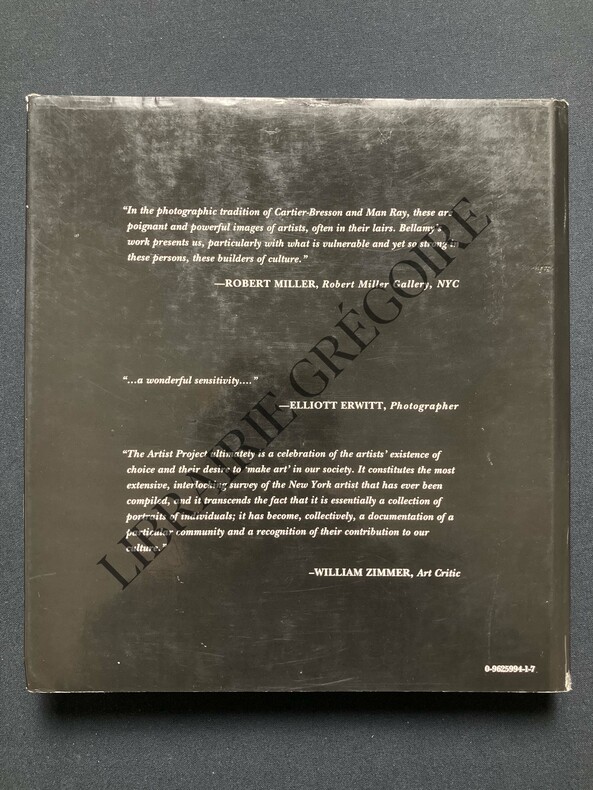 "In the photographic tradition of Cartier-Bresson and Man Ray, these are
poignant and powerful images of artists, often in their lairs. Bellamy's
work presents us, particularly with what is vulnerable and yet so strong in
these persons, these builders of culture."
—ROBERT MILLER, Robert Miller Gallery, NYC
"...a wonderful sensitivity...."
—ELLIOTT ERWITT, Photographer
"The Artist Project ultimately is a celebration of the artists' existence of
choice and their desire to 'make art' in our society. It constitutes the most
extensive, interlocking survey of the New York artist that has ever been
compiled, and it transcends the fact that it is essentially a collection of
portraits of individuals; it has become, collectively, a documentation of a
particular community and a recognition of their contribution to our
culture."
–WILLIAM ZIMMER, Art Critic
0-9625994-1-7
LIBRAIRIE GRÉGOIRE